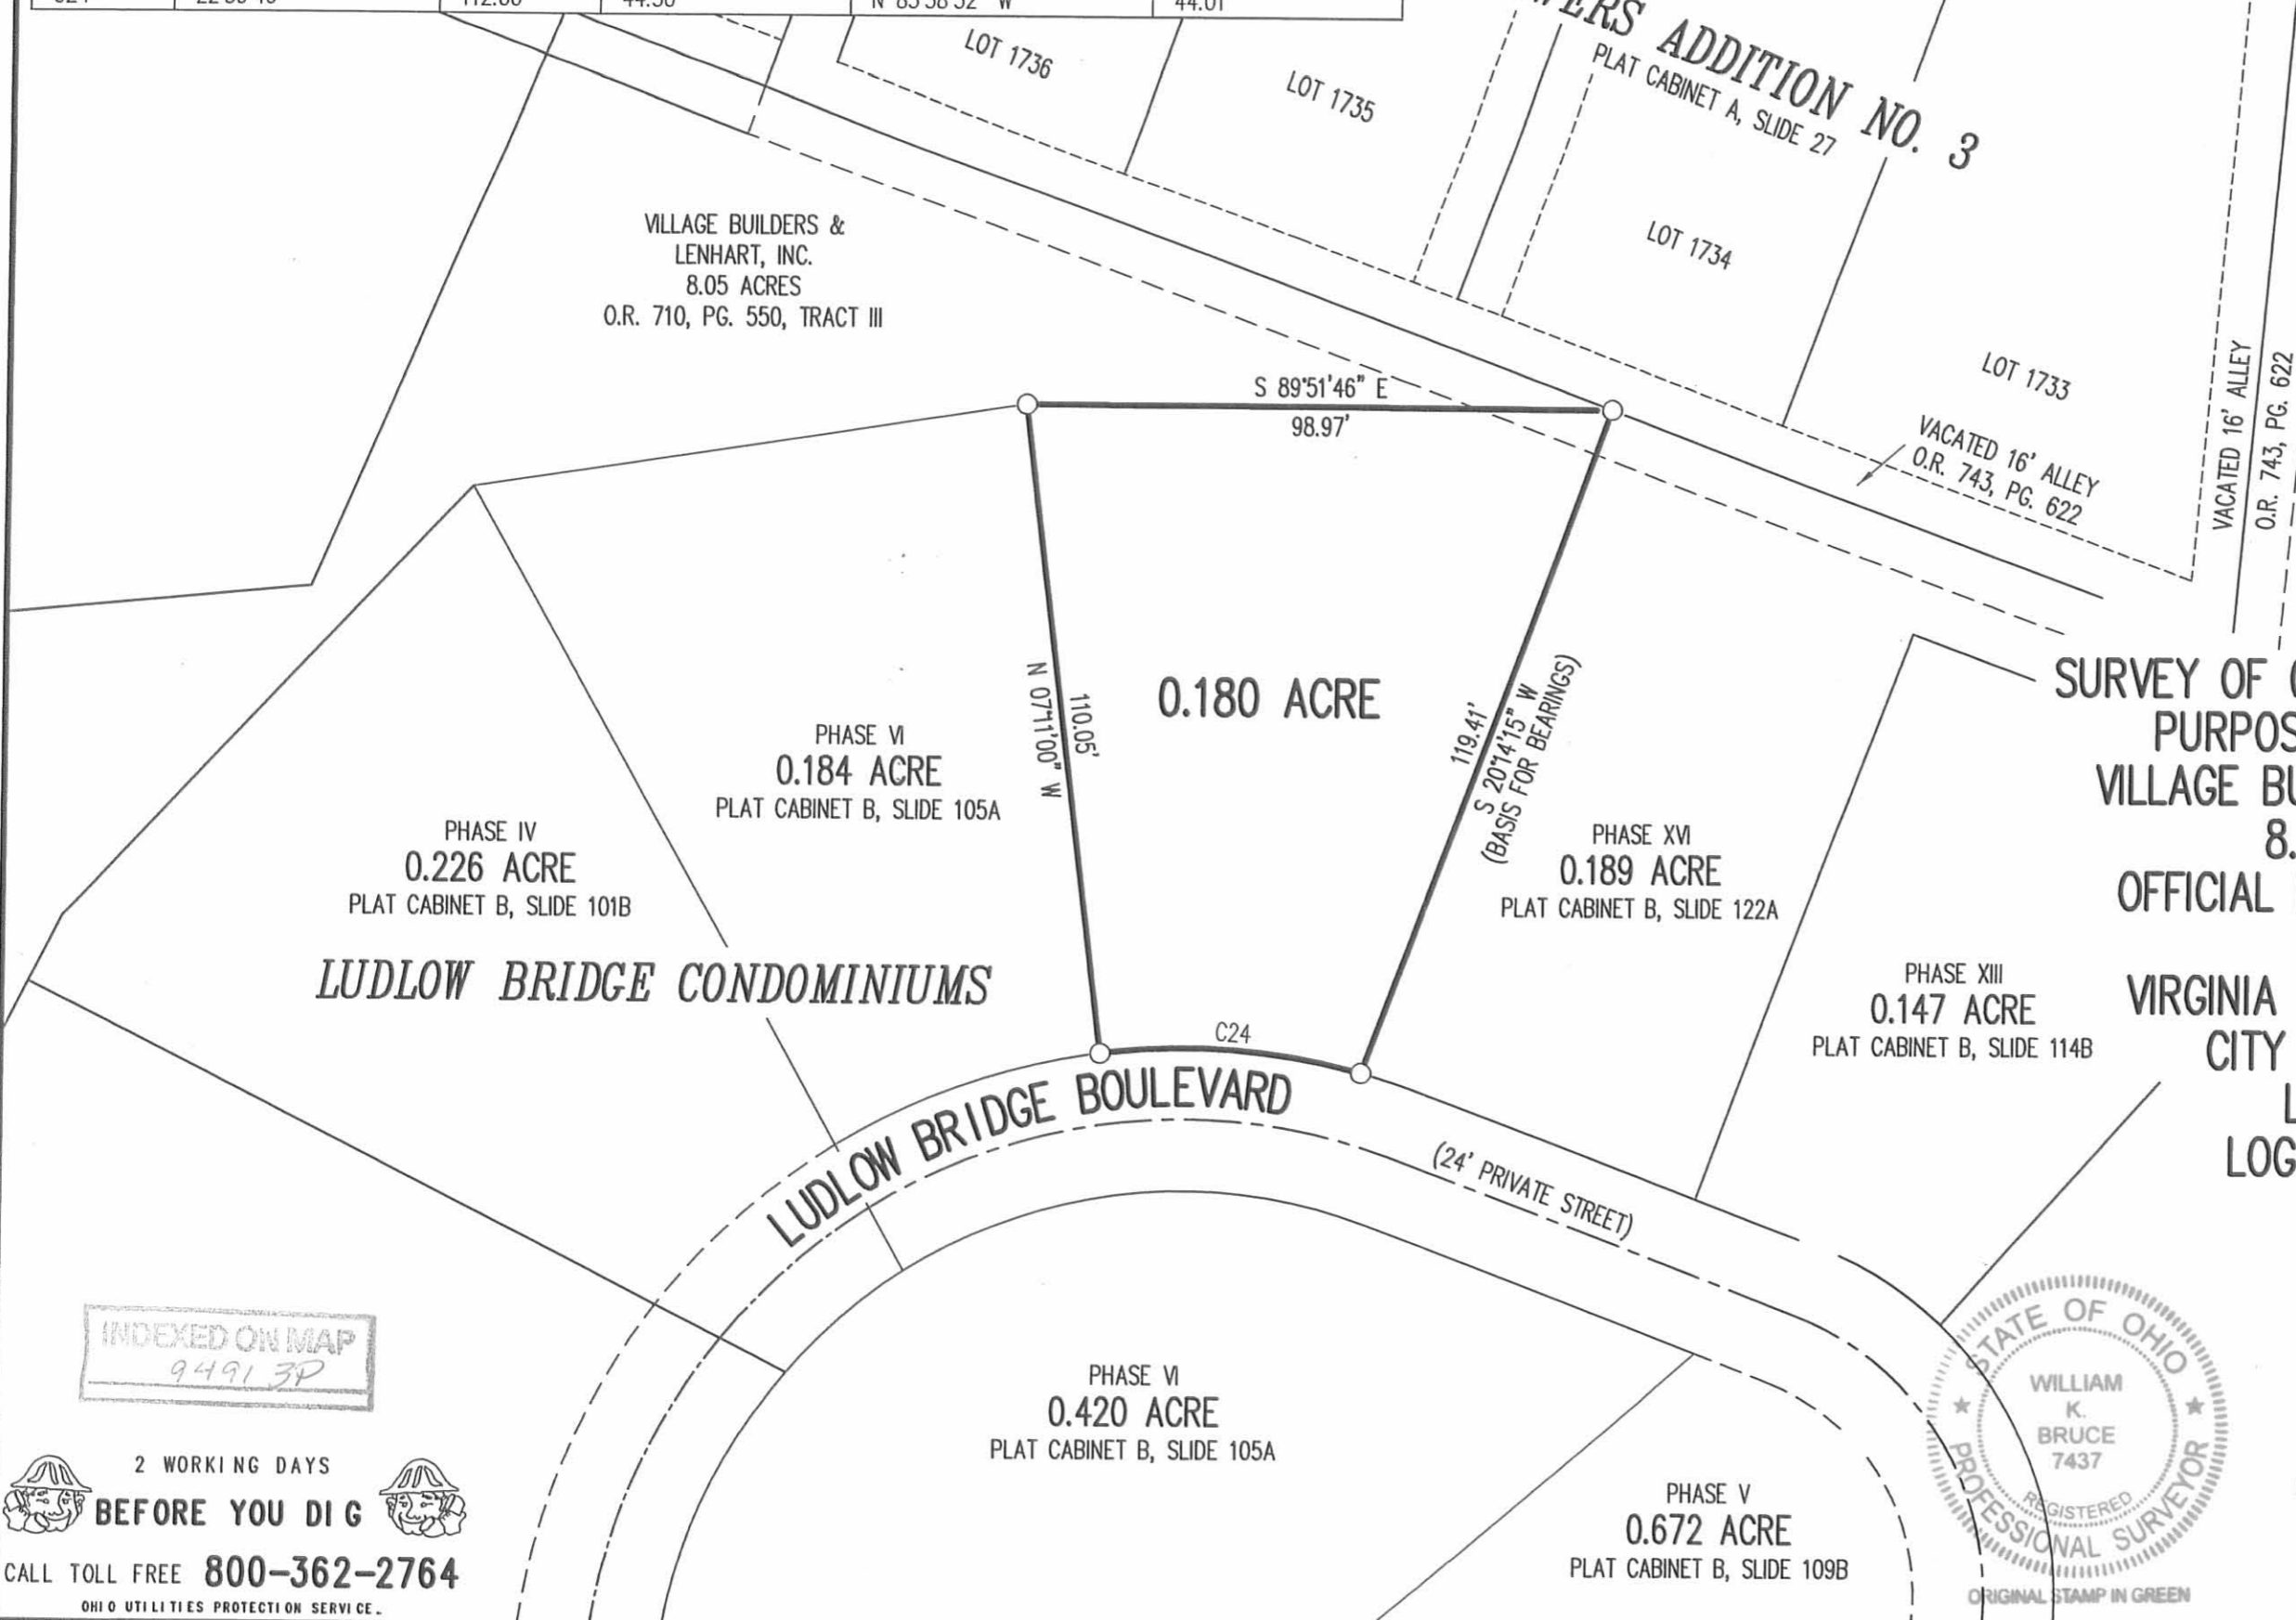 44.01
ADDITION NO. 3
PLAT CABINET A, SLIDE 27
LOT 1736
LOT 1735
LOT 1734
LOT 1733
VACATED 16' ALLEY
O.R. 743, PG. 622
VACATED 16' ALLEY
O.R. 743, PG. 622
VILLAGE BUILDERS &
LENHART, INC.
8.05 ACRES
O.R. 710, PG. 550, TRACT III
S 89°51'46" E
98.97'
N 07°11'00" W
110.05'
0.180 ACRE
119.41'
S 20°14'15" W
(BASIS FOR BEARINGS)
PHASE VI
0.184 ACRE
PLAT CABINET B, SLIDE 105A
PHASE IV
0.226 ACRE
PLAT CABINET B, SLIDE 101B
LUDLOW BRIDGE CONDOMINIUMS
PHASE XVI
0.189 ACRE
PLAT CABINET B, SLIDE 122A
PHASE XIII
0.147 ACRE
PLAT CABINET B, SLIDE 114B
SURVEY OF
PURPOS
VILLAGE BU
8.
OFFICIAL
VIRGINIA
CITY
L
LOG
C24
LUDLOW BRIDGE BOULEVARD
(24' PRIVATE STREET)
PHASE VI
0.420 ACRE
PLAT CABINET B, SLIDE 105A
PHASE V
0.672 ACRE
PLAT CABINET B, SLIDE 109B
INDEXED ON MAP
9491 3P
2 WORKING DAYS
BEFORE YOU DIG
CALL TOLL FREE 800-362-2764
OHIO UTILITIES PROTECTION SERVICE.
STATE OF OHIO
WILLIAM
K.
BRUCE
7437
REGISTERED
PROFESSIONAL SURVEYOR
ORIGINAL STAMP IN GREEN